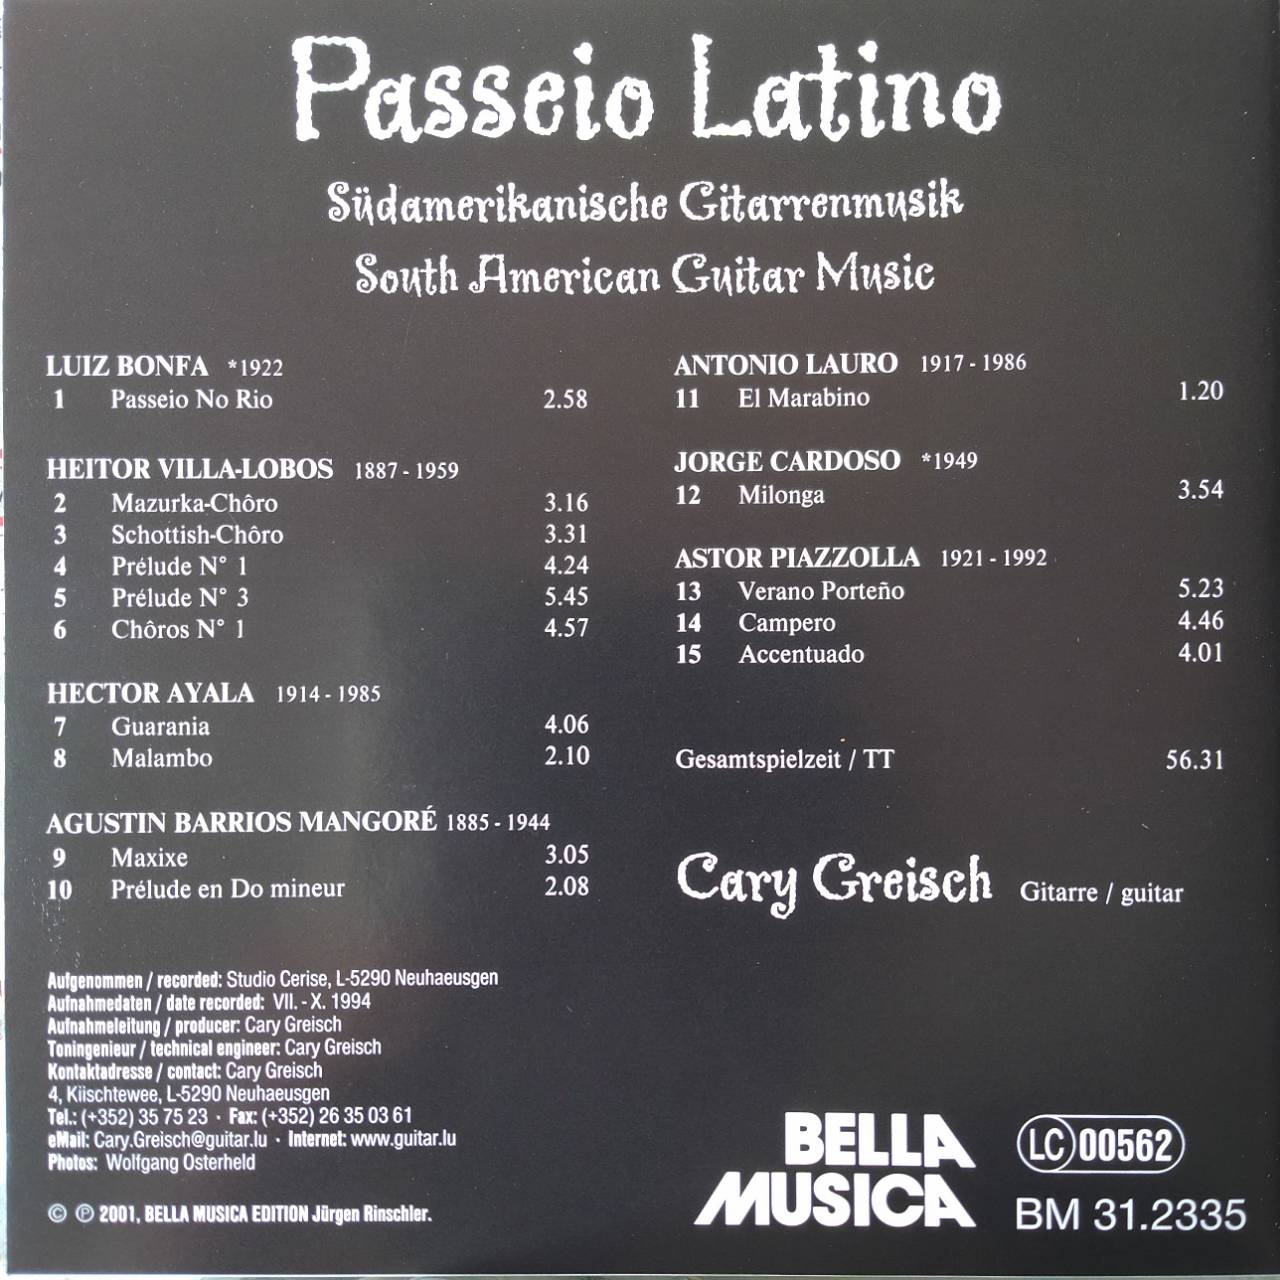 Passeio Latino
Südamerikanische Gitarrenmusik
South American Guitar Music
LUIZ BONFA *1922
1 Passeio No Rio 2.58
HEITOR VILLA-LOBOS 1887 - 1959
2 Mazurka-Chôro 3.16
3 Schottish-Chôro 3.31
4 Prélude N° 1 4.24
5 Prélude N° 3 5.45
6 Chôros N° 1 4.57
HECTOR AYALA 1914 - 1985
7 Guarania 4.06
8 Malambo 2.10
AGUSTIN BARRIOS MANGORÉ 1885 - 1944
9 Maxixe 3.05
10 Prélude en Do mineur 2.08
ANTONIO LAURO 1917 - 1986
11 El Marabino 1.20
JORGE CARDOSO *1949
12 Milonga 3.54
ASTOR PIAZZOLLA 1921 - 1992
13 Verano Porteño 5.23
14 Campero 4.46
15 Accentuado 4.01
Gesamtspielzeit / TT 56.31
Cary Greisch Gitarre / guitar
Aufgenommen / recorded: Studio Cerise, L-5290 Neuhaeusgen
Aufnahmedaten / date recorded: VII. - X. 1994
Aufnahmeleitung / producer: Cary Greisch
Toningenieur / technical engineer: Cary Greisch
Kontaktadresse / contact: Cary Greisch
4, Kiischtewee, L-5290 Neuhaeusgen
Tel.: (+352) 35 75 23 · Fax: (+352) 26 35 03 61
eMail: Cary.Greisch@guitar.lu · Internet: www.guitar.lu
Photos: Wolfgang Osterheld
© ℗ 2001, BELLA MUSICA EDITION Jürgen Rinschler.
BELLA
MUSICA
LC 00562
BM 31.2335